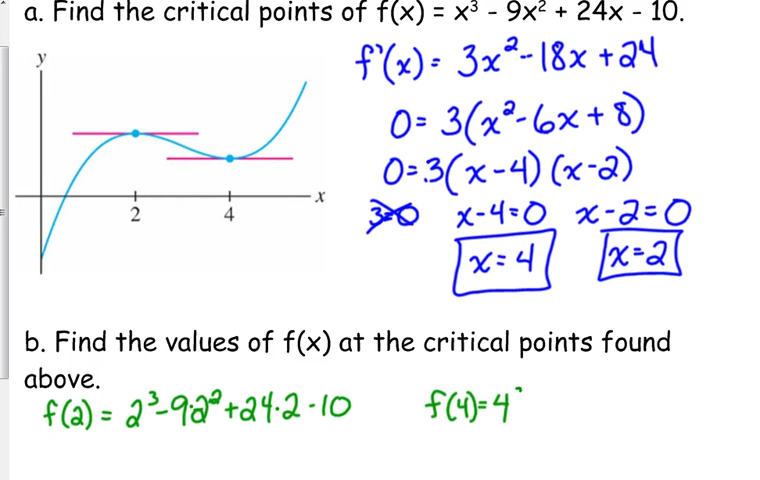 a. Find the critical points of f(x) = x³ - 9x² + 24x - 10.
y
f'(x) = 3x² - 18x + 24
0 = 3(x² - 6x + 8)
0 = 3(x - 4)(x - 2)
x
2
4
3=0 x - 4 = 0 x - 2 = 0
x = 4 x = 2
b. Find the values of f(x) at the critical points found
above.
f(2) = 2³ - 9·2² + 24·2 - 10 f(4) = 4